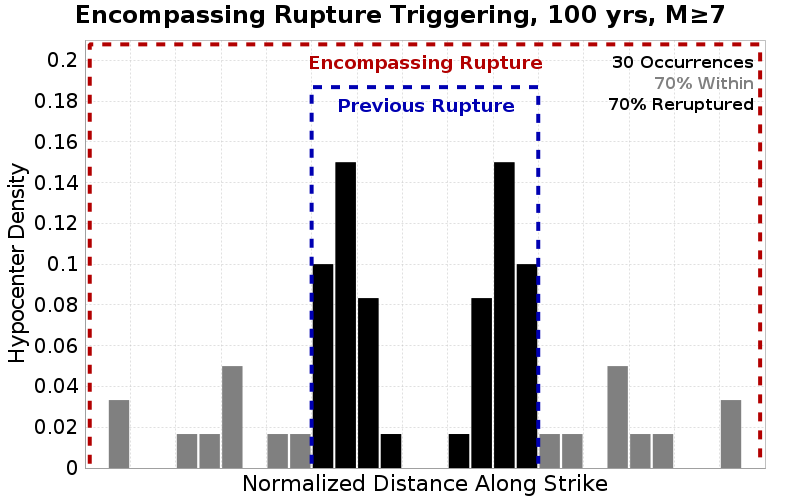 Encompassing Rupture Triggering, 100 yrs, M≥7
Encompassing Rupture
30 Occurrences
70% Within
70% Reruptured
Previous Rupture
Hypocenter Density
0.2
0.18
0.16
0.14
0.12
0.1
0.08
0.06
0.04
0.02
0
Normalized Distance Along Strike